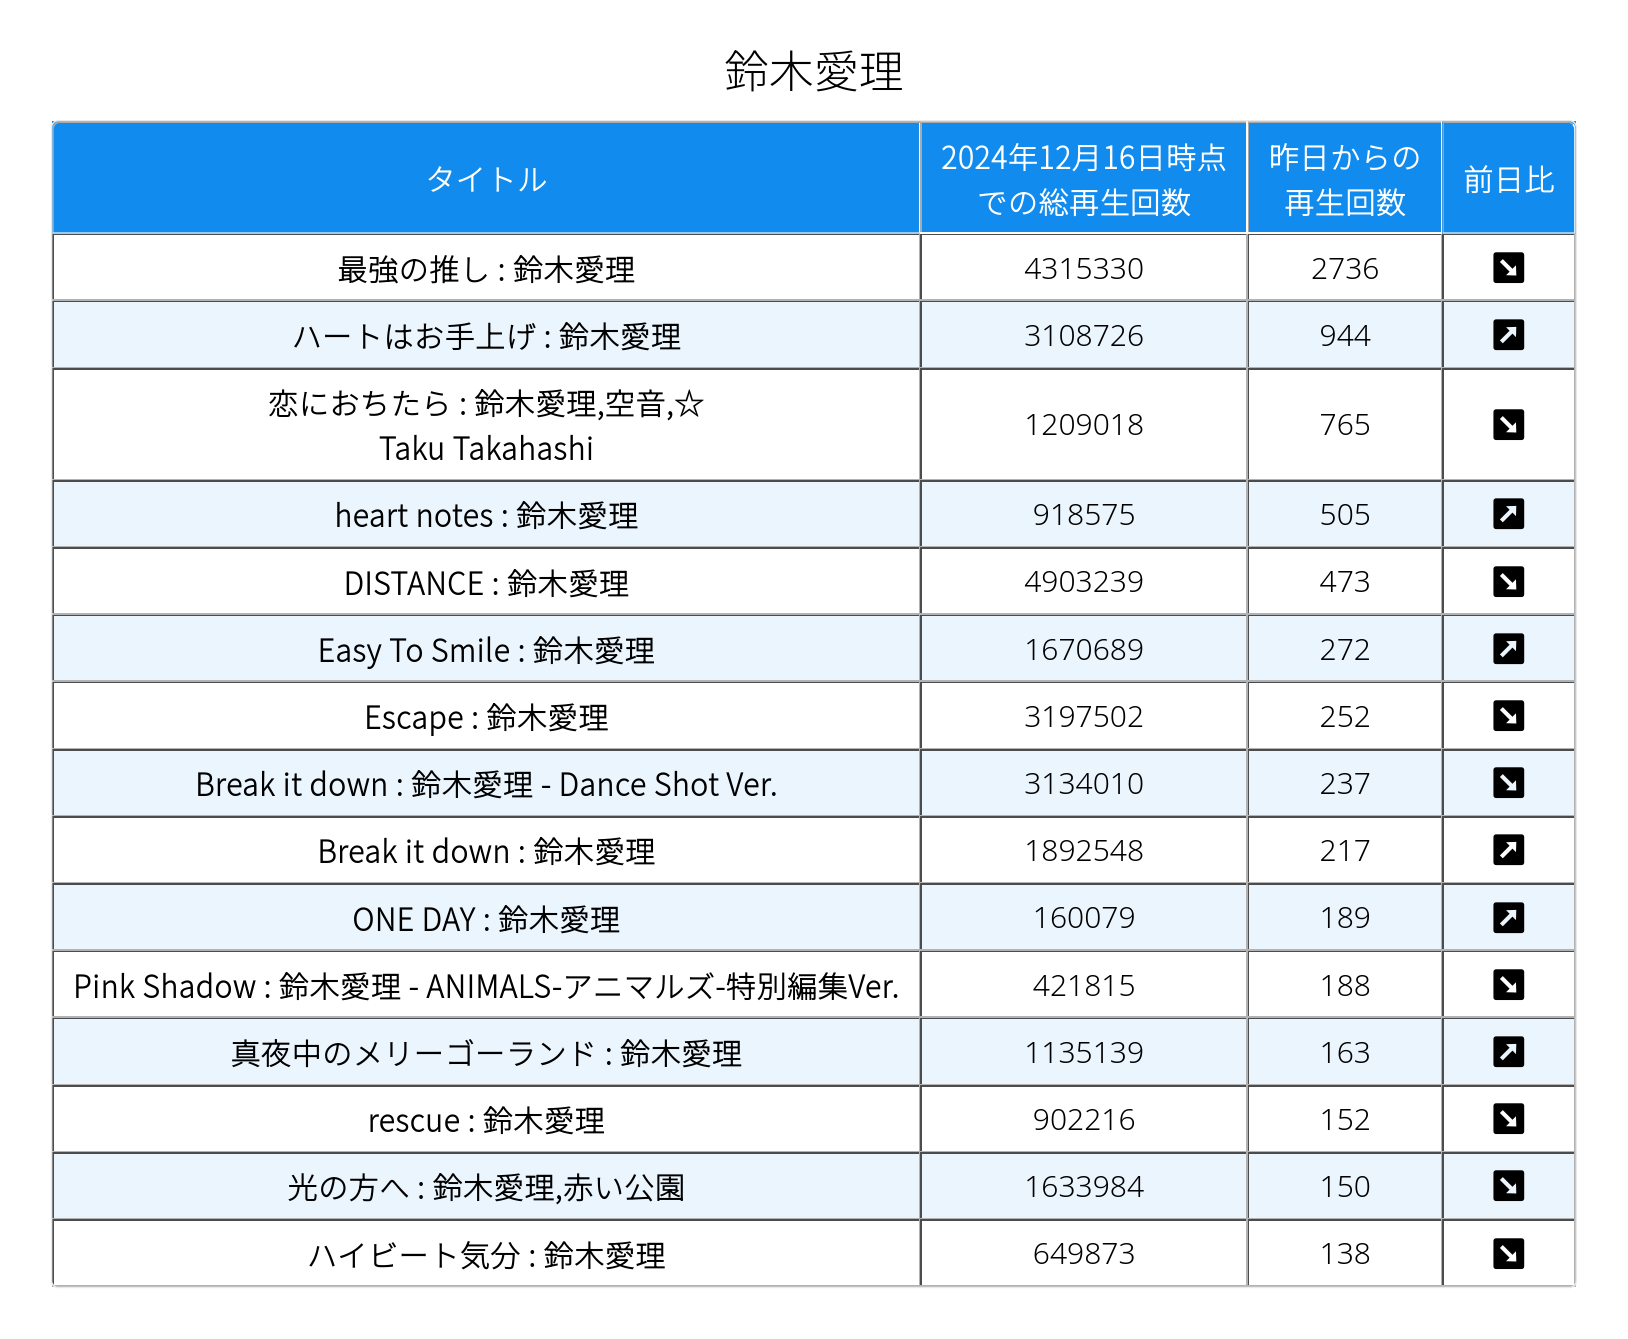 鈴木愛理
タイトル
2024年12月16日時点
での総再生回数
昨日からの
再生回数
前日比
最強の推し : 鈴木愛理 4315330 2736
ハートはお手上げ : 鈴木愛理 3108726 944
恋におちたら : 鈴木愛理,空音,☆
Taku Takahashi
1209018 765
heart notes : 鈴木愛理 918575 505
DISTANCE : 鈴木愛理 4903239 473
Easy To Smile : 鈴木愛理 1670689 272
Escape : 鈴木愛理 3197502 252
Break it down : 鈴木愛理 - Dance Shot Ver. 3134010 237
Break it down : 鈴木愛理 1892548 217
ONE DAY : 鈴木愛理 160079 189
Pink Shadow : 鈴木愛理 - ANIMALS-アニマルズ-特別編集Ver. 421815 188
真夜中のメリーゴーランド : 鈴木愛理 1135139 163
rescue : 鈴木愛理 902216 152
光の方へ : 鈴木愛理,赤い公園 1633984 150
ハイビート気分 : 鈴木愛理 649873 138